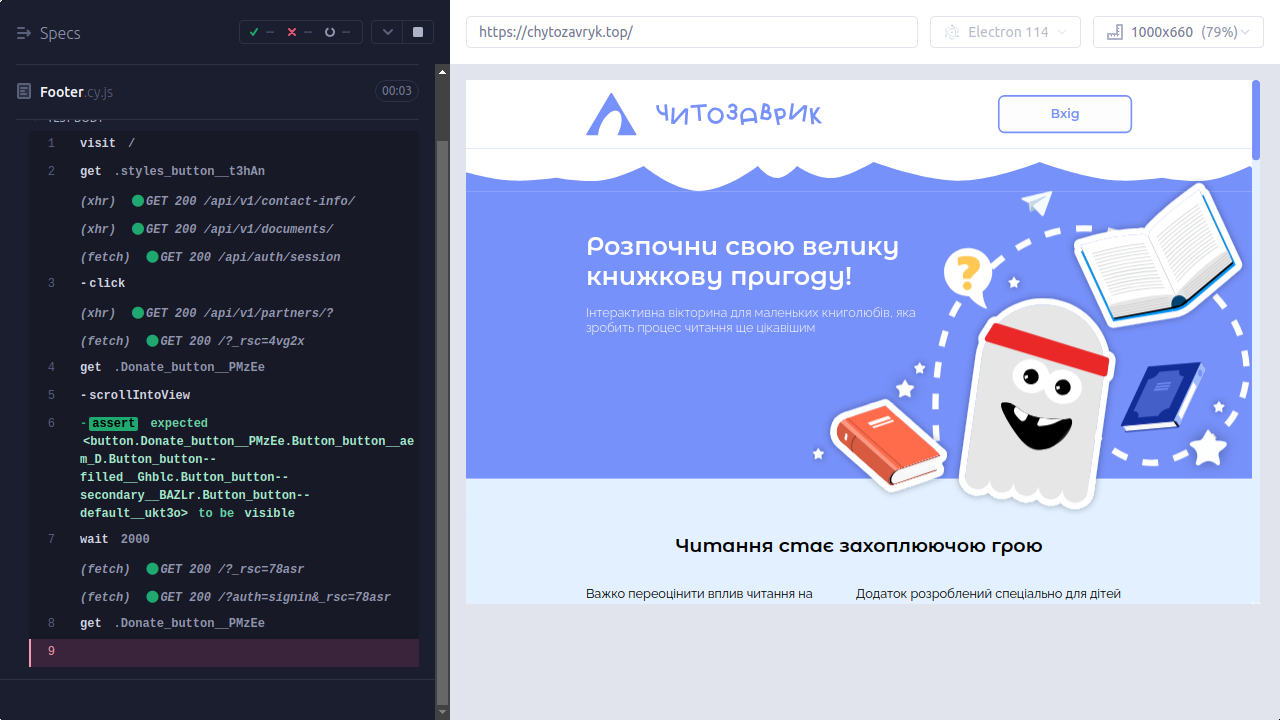 Specs
Footer.cy.js
00:03
1 visit /
2 get .styles_button__t3hAn
(xhr) GET 200 /api/v1/contact-info/
(xhr) GET 200 /api/v1/documents/
(fetch) GET 200 /api/auth/session
3 -click
(xhr) GET 200 /api/v1/partners/?
(fetch) GET 200 /?_rsc=4vg2x
4 get .Donate_button__PMzEe
5 -scrollIntoView
6 -assert expected
<button.Donate_button__PMzEe.Button_button__ae
m_D.Button_button--
filled__Ghblc.Button_button--
secondary__BAZLr.Button_button--
default__ukt3o> to be visible
7 wait 2000
(fetch) GET 200 /?_rsc=78asr
(fetch) GET 200 /?auth=signin&_rsc=78asr
8 get .Donate_button__PMzEe
9
https://chytozavryk.top/
Electron 114
1000x660 (79%)
ЧИТОЗАВРИК
Вхід
Розпочни свою велику
книжкову пригоду!
Інтерактивна вікторина для маленьких книголюбів, яка
зробить процес читання ще цікавішим
?
Читання стає захоплюючою грою
Важко переоцінити вплив читання на
Додаток розроблений спеціально для дітей